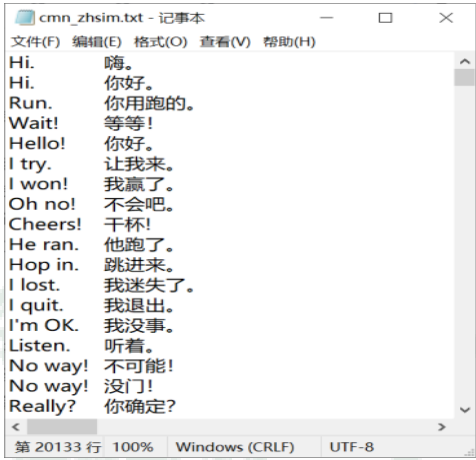 cmn_zhsim.txt - 记事本
文件(F) 编辑(E) 格式(O) 查看(V) 帮助(H)
Hi. 嗨。
Hi. 你好。
Run. 你用跑的。
Wait! 等等!
Hello! 你好。
I try. 让我来。
I won! 我赢了。
Oh no! 不会吧。
Cheers! 干杯!
He ran. 他跑了。
Hop in. 跳进来。
I lost. 我迷失了。
I quit. 我退出。
I'm OK. 我没事。
Listen. 听着。
No way! 不可能!
No way! 没门!
Really? 你确定?
第 20133 行 100% Windows (CRLF) UTF-8